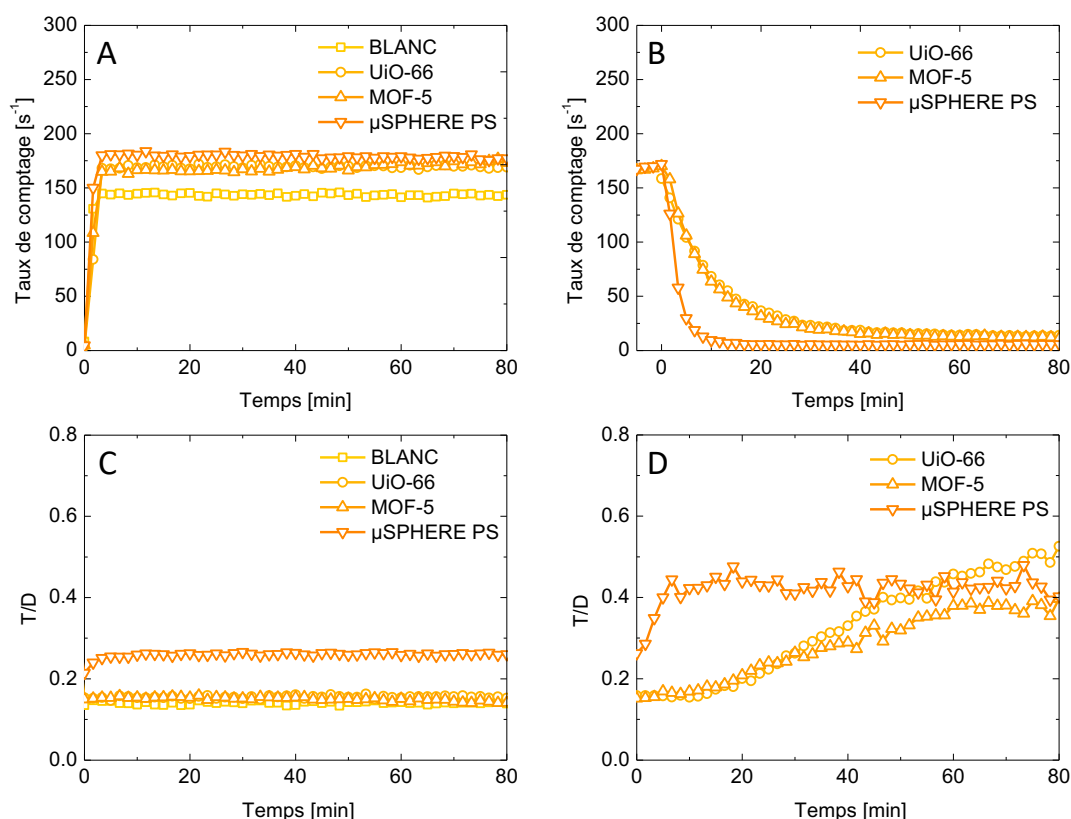 A
BLANC
UiO-66
MOF-5
µSPHERE PS
Taux de comptage [s⁻¹]
300
250
200
150
100
50
0
0 20 40 60 80
Temps [min]
B
UiO-66
MOF-5
µSPHERE PS
Taux de comptage [s⁻¹]
300
250
200
150
100
50
0
0 20 40 60 80
Temps [min]
C
BLANC
UiO-66
MOF-5
µSPHERE PS
T/D
0.8
0.6
0.4
0.2
0.0
0 20 40 60 80
Temps [min]
D
UiO-66
MOF-5
µSPHERE PS
T/D
0.8
0.6
0.4
0.2
0.0
0 20 40 60 80
Temps [min]